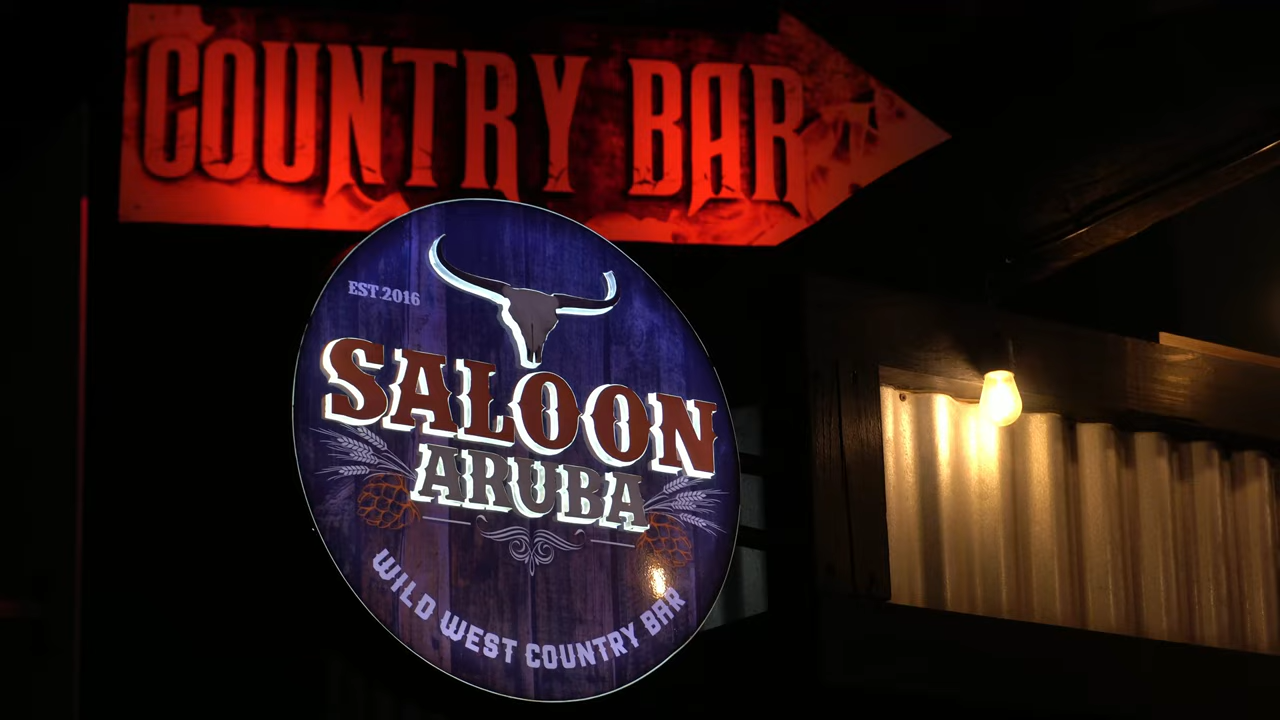 COUNTRY BAR
EST.2016
SALOON
ARUBA
WILD WEST COUNTRY BAR